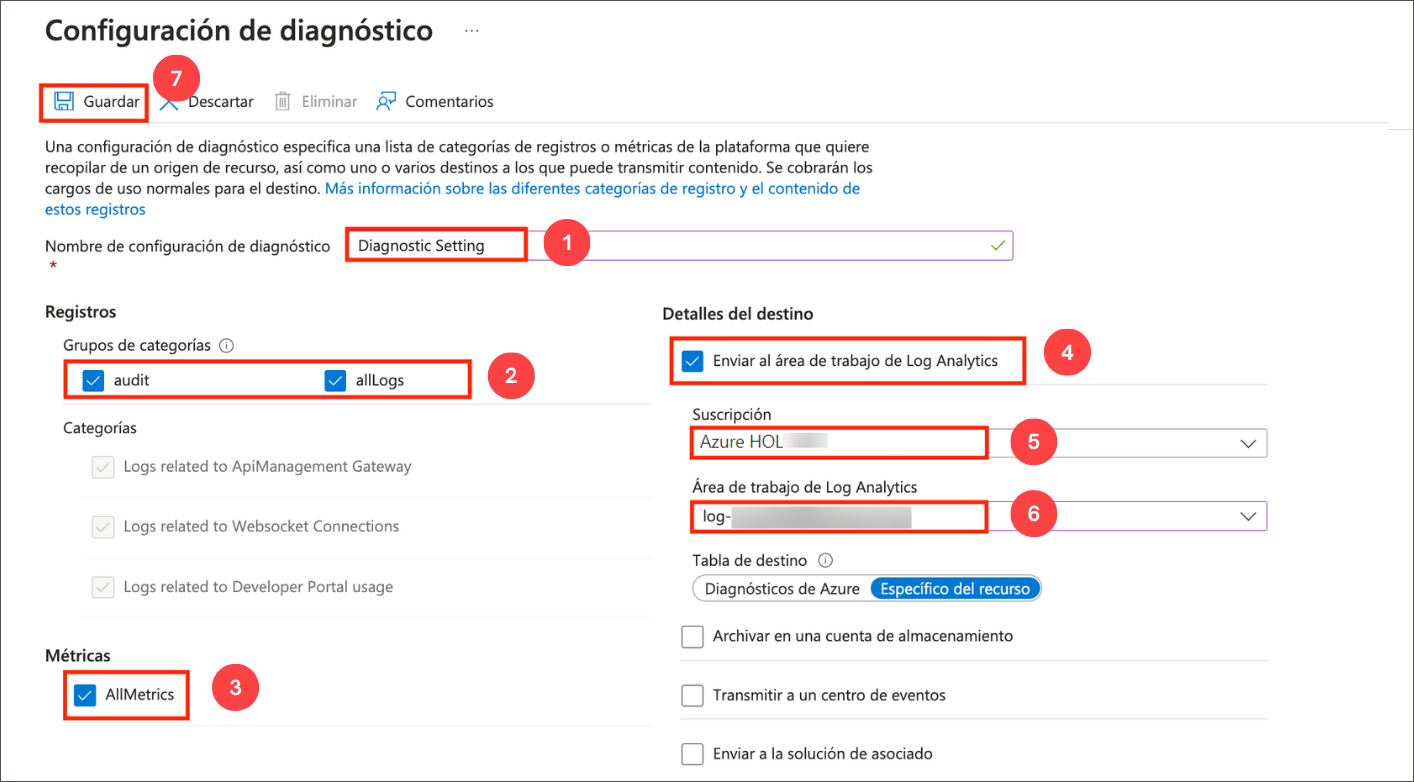 Configuración de diagnóstico ...
7
Guardar Descartar Eliminar Comentarios
Una configuración de diagnóstico especifica una lista de categorías de registros o métricas de la plataforma que quiere
recopilar de un origen de recurso, así como uno o varios destinos a los que puede transmitir contenido. Se cobrarán los
cargos de uso normales para el destino. Más información sobre las diferentes categorías de registro y el contenido de
estos registros
Nombre de configuración de diagnóstico Diagnostic Setting 1
*
Registros
Grupos de categorías
audit allLogs 2
Categorías
Logs related to ApiManagement Gateway
Logs related to Websocket Connections
Logs related to Developer Portal usage
Métricas
AllMetrics 3
Detalles del destino
Enviar al área de trabajo de Log Analytics 4
Suscripción
Azure HOL 5
Área de trabajo de Log Analytics
log- 6
Tabla de destino
Diagnósticos de Azure Específico del recurso
Archivar en una cuenta de almacenamiento
Transmitir a un centro de eventos
Enviar a la solución de asociado